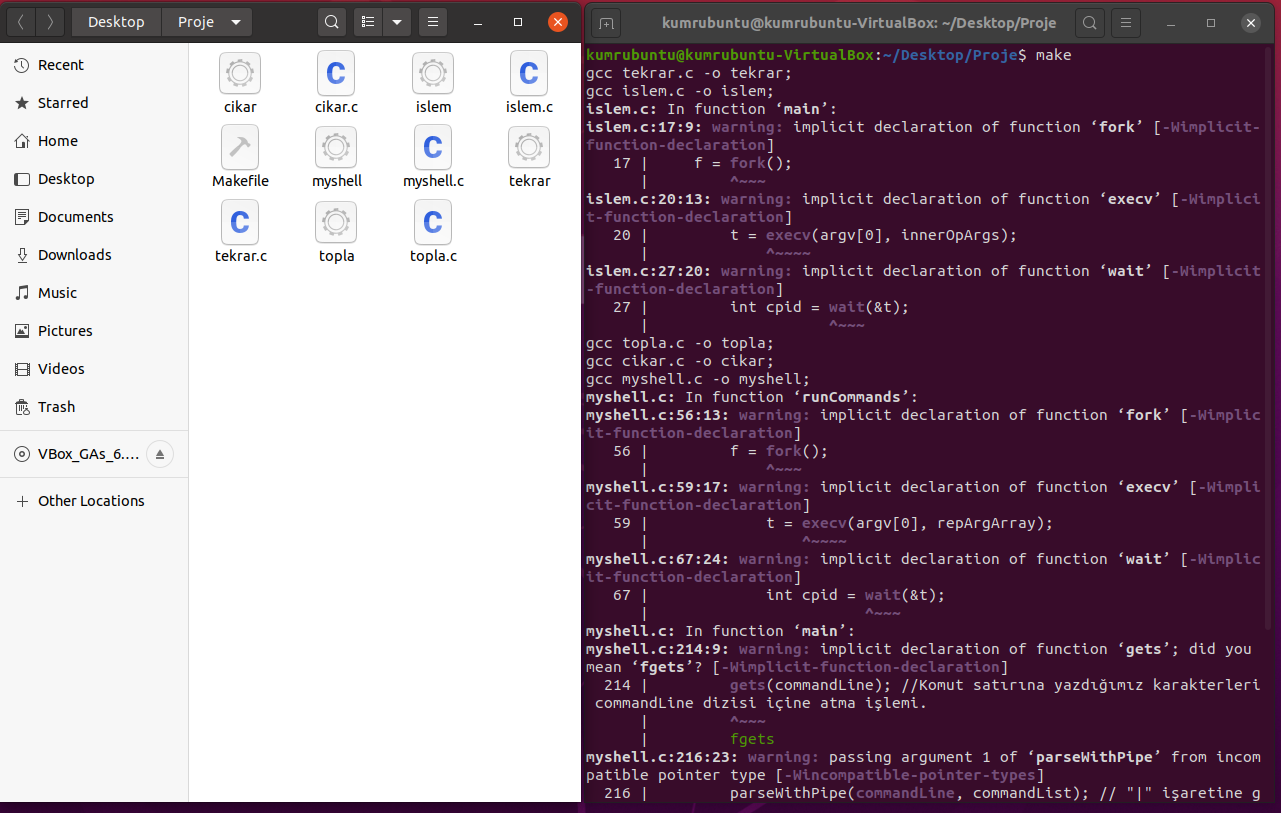 Desktop
Proje
Recent
Starred
Home
Desktop
Documents
Downloads
Music
Pictures
Videos
Trash
VBox_GAs_6....
Other Locations
cikar
cikar.c
islem
islem.c
Makefile
myshell
myshell.c
tekrar
tekrar.c
topla
topla.c
kumrubuntu@kumrubuntu-VirtualBox: ~/Desktop/Proje
kumrubuntu@kumrubuntu-VirtualBox:~/Desktop/Proje$ make
gcc tekrar.c -o tekrar;
gcc islem.c -o islem;
islem.c: In function ‘main’:
islem.c:17:9: warning: implicit declaration of function ‘fork’ [-Wimplicit-
function-declaration]
   17 |     f = fork();
      |         ^~~~
islem.c:20:13: warning: implicit declaration of function ‘execv’ [-Wimplici
t-function-declaration]
   20 |         t = execv(argv[0], innerOpArgs);
      |             ^~~~~
islem.c:27:20: warning: implicit declaration of function ‘wait’ [-Wimplicit
-function-declaration]
   27 |         int cpid = wait(&t);
      |                    ^~~~
gcc topla.c -o topla;
gcc cikar.c -o cikar;
gcc myshell.c -o myshell;
myshell.c: In function ‘runCommands’:
myshell.c:56:13: warning: implicit declaration of function ‘fork’ [-Wimplic
it-function-declaration]
   56 |         f = fork();
      |             ^~~~
myshell.c:59:17: warning: implicit declaration of function ‘execv’ [-Wimpli
cit-function-declaration]
   59 |             t = execv(argv[0], repArgArray);
      |                 ^~~~~
myshell.c:67:24: warning: implicit declaration of function ‘wait’ [-Wimplic
it-function-declaration]
   67 |             int cpid = wait(&t);
      |                        ^~~~
myshell.c: In function ‘main’:
myshell.c:214:9: warning: implicit declaration of function ‘gets’; did you
mean ‘fgets’? [-Wimplicit-function-declaration]
  214 |         gets(commandLine); //Komut satırına yazdığımız karakterleri
 commandLine dizisi içine atma işlemi.
      |         ^~~~
      |         fgets
myshell.c:216:23: warning: passing argument 1 of ‘parseWithPipe’ from incom
patible pointer type [-Wincompatible-pointer-types]
  216 |         parseWithPipe(commandLine, commandList); // "|" işaretine g